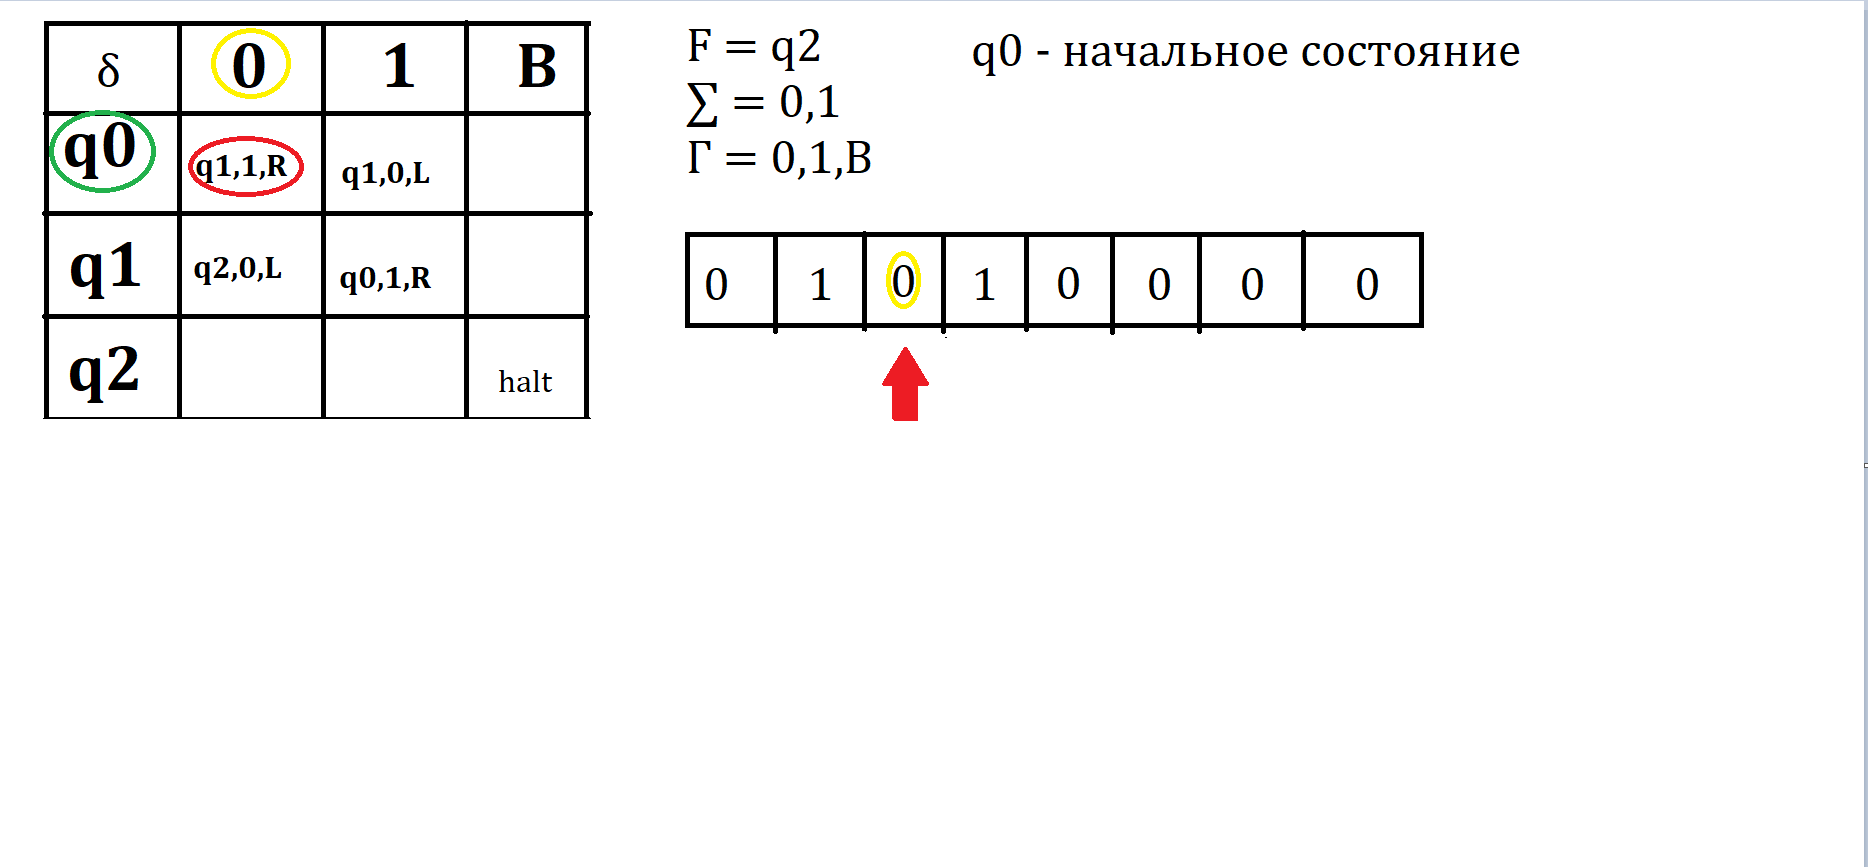 δ 0 1 B
q0 q1,1,R q1,0,L
q1 q2,0,L q0,1,R
q2 halt
F = q2
∑ = 0,1
Γ = 0,1,B
q0 - начальное состояние
0 1 0 1 0 0 0 0